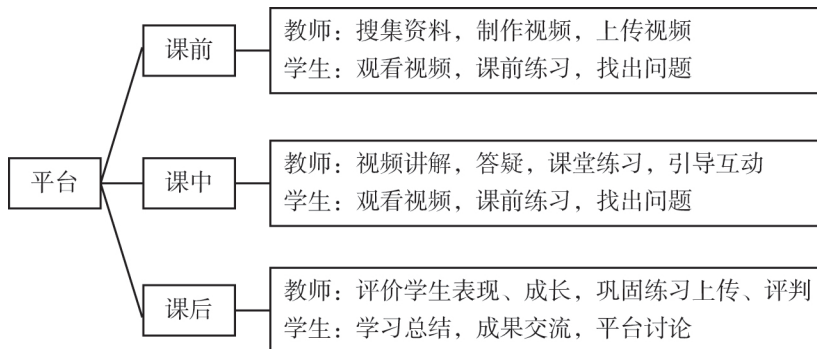 平台
课前
教师：搜集资料，制作视频，上传视频
学生：观看视频，课前练习，找出问题
课中
教师：视频讲解，答疑，课堂练习，引导互动
学生：观看视频，课前练习，找出问题
课后
教师：评价学生表现、成长，巩固练习上传、评判
学生：学习总结，成果交流，平台讨论